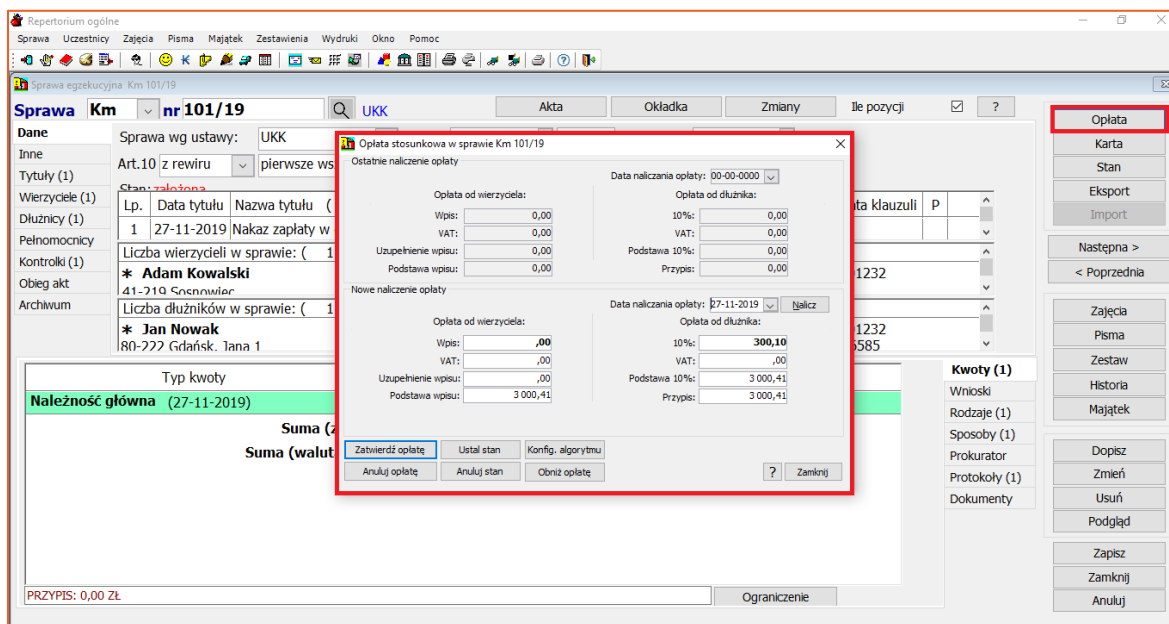 Repertorium ogólne
Sprawa Uczestnicy Zajęcia Pisma Majątek Zestawienia Wydruki Okno Pomoc
Sprawa egzekucyjna Km 101/19
Sprawa Km nr 101/19 UKK Akta Okładka Zmiany Ile pozycji ?
Dane
Inne
Tytuły (1)
Wierzyciele (1)
Dłużnicy (1)
Pełnomocnicy
Kontrolki (1)
Obieg akt
Archiwum
Sprawa wg ustawy: UKK
Art.10 z rewiru pierwsze ws
Stan: założona
Lp. Data tytułu Nazwa tytułu ( ta klauzuli P
1 27-11-2019 Nakaz zapłaty w
Liczba wierzycieli w sprawie: ( 1
* Adam Kowalski 1232
41-219 Sosnowiec
Liczba dłużników w sprawie: ( 1
* Jan Nowak 1232
80-222 Gdańsk, Jana 1 5585
Typ kwoty
Należność główna (27-11-2019)
Suma (z
Suma (walut
PRZYPIS: 0,00 ZŁ
Ograniczenie
Opłata stosunkowa w sprawie Km 101/19
Ostatnie naliczenie opłaty
Data naliczania opłaty: 00-00-0000
Opłata od wierzyciela: Opłata od dłużnika:
Wpis: 0,00 10%: 0,00
VAT: 0,00 VAT: 0,00
Uzupełnienie wpisu: 0,00 Podstawa 10%: 0,00
Podstawa wpisu: 0,00 Przypis: 0,00
Nowe naliczenie opłaty
Data naliczania opłaty: 27-11-2019 Nalicz
Opłata od wierzyciela: Opłata od dłużnika:
Wpis: ,00 10%: 300,10
VAT: ,00 VAT: ,00
Uzupełnienie wpisu: ,00 Podstawa 10%: 3 000,41
Podstawa wpisu: 3 000,41 Przypis: 3 000,41
Zatwierdź opłatę Ustal stan Konfig. algorytmu
Anuluj opłatę Anuluj stan Obniż opłatę ? Zamknij
Kwoty (1)
Wnioski
Rodzaje (1)
Sposoby (1)
Prokurator
Protokoły (1)
Dokumenty
Opłata
Karta
Stan
Eksport
Import
Następna >
< Poprzednia
Zajęcia
Pisma
Zestaw
Historia
Majątek
Dopisz
Zmień
Usuń
Podgląd
Zapisz
Zamknij
Anuluj